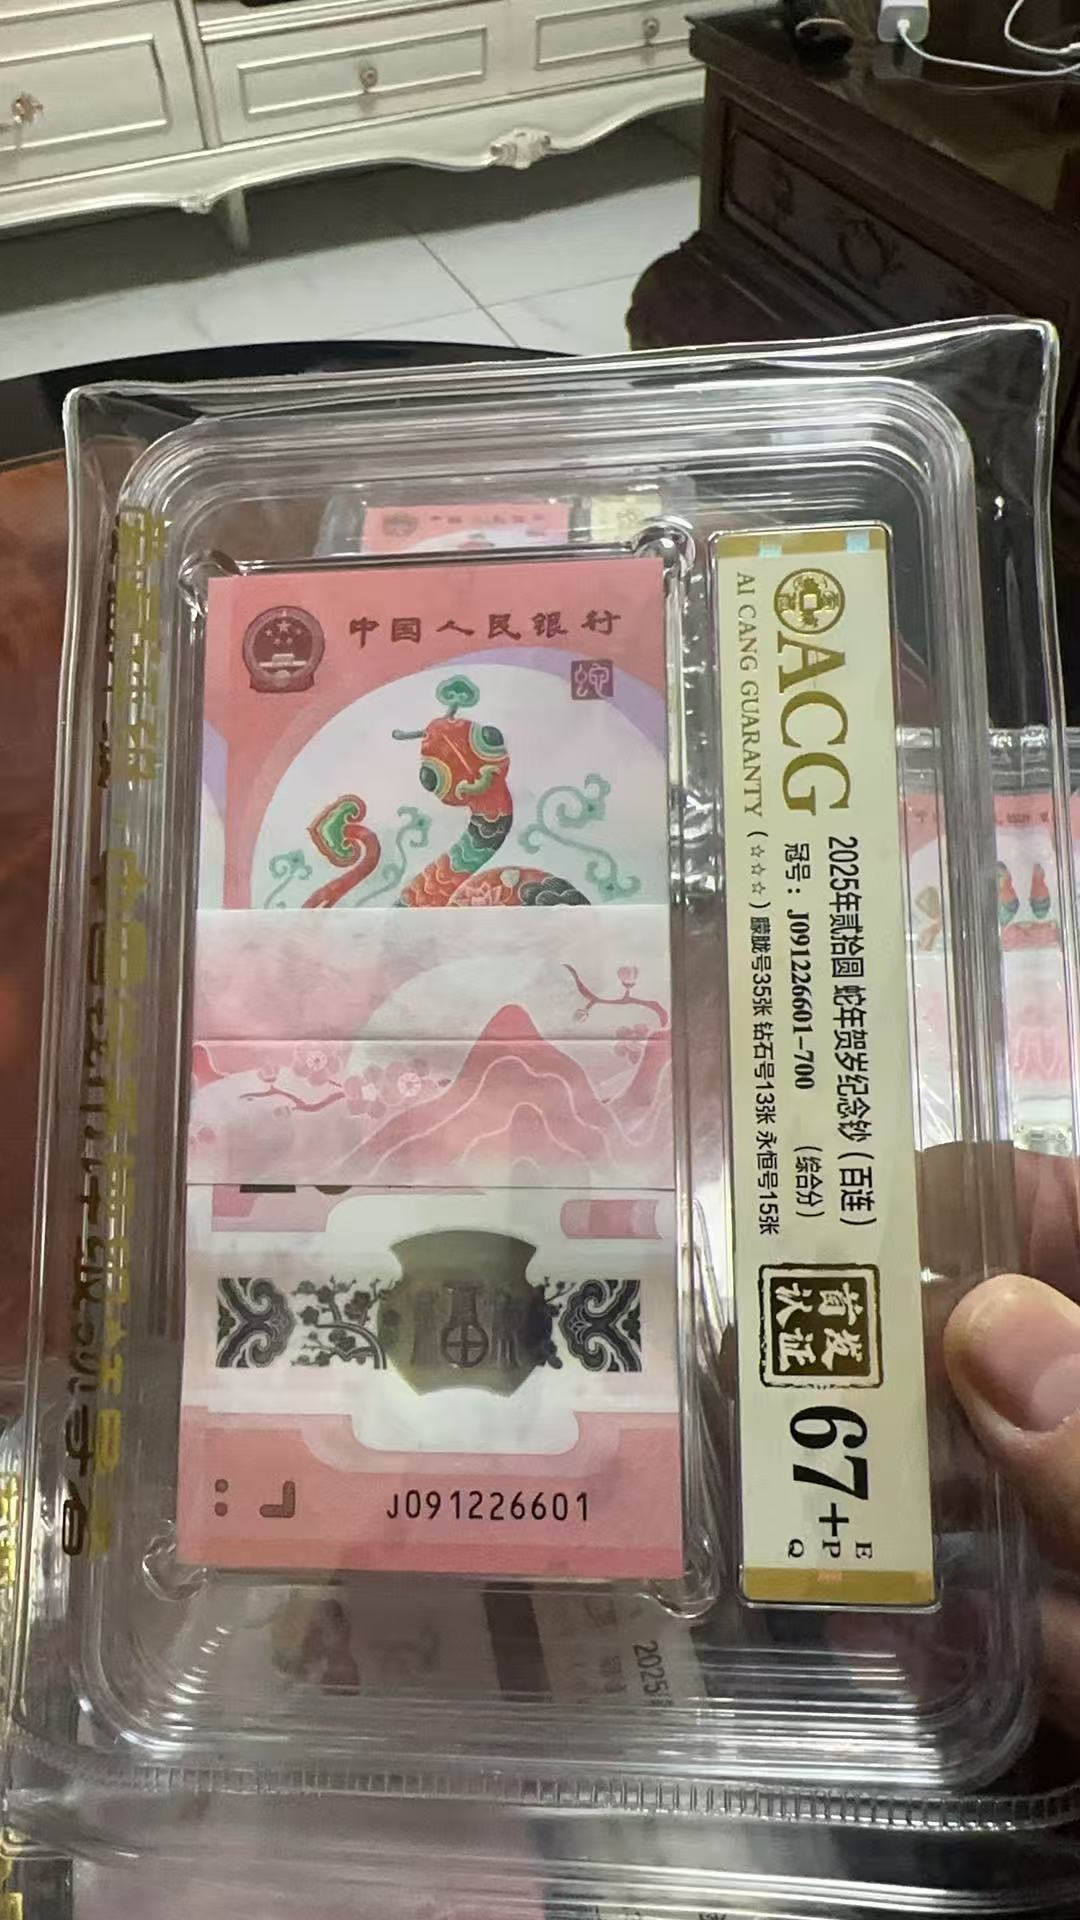 中国人民银行
蛇
J091226601
ACG
AI CANG GUARANTY
2025年贰拾圆 蛇年贺岁纪念钞（百连）
冠号：J091226601-700 （综合分）
（☆☆☆）朦胧号35张 钻石号13张 永恒号15张
首发
认证
67+
E
P
Q
2025